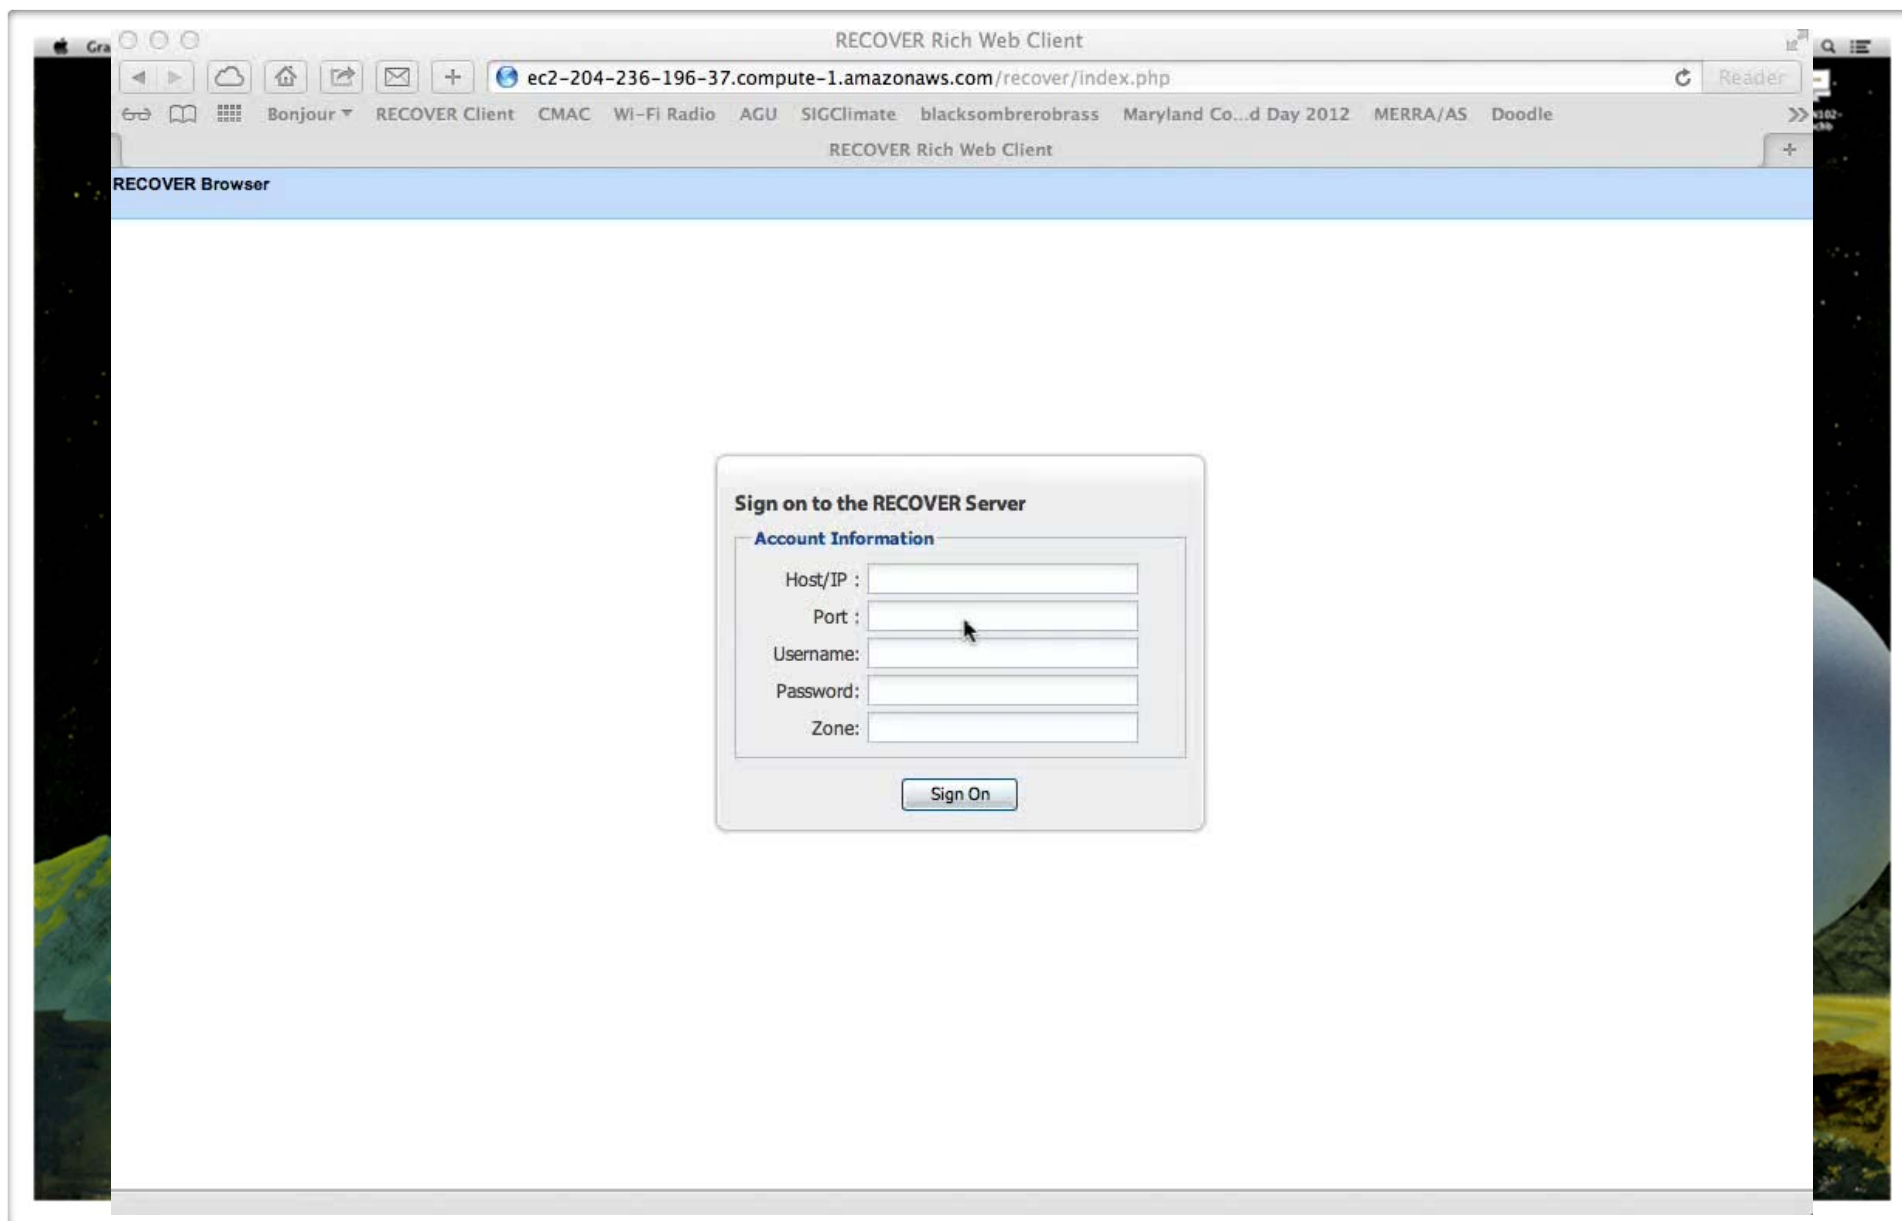 Gra
RECOVER Rich Web Client
ec2-204-236-196-37.compute-1.amazonaws.com/recover/index.php
Reader
Bonjour RECOVER Client CMAC Wi-Fi Radio AGU SIGClimate blacksombrerobrass Maryland Co...d Day 2012 MERRA/AS Doodle
RECOVER Rich Web Client
RECOVER Browser
Sign on to the RECOVER Server
Account Information
Host/IP :
Port :
Username:
Password:
Zone:
Sign On